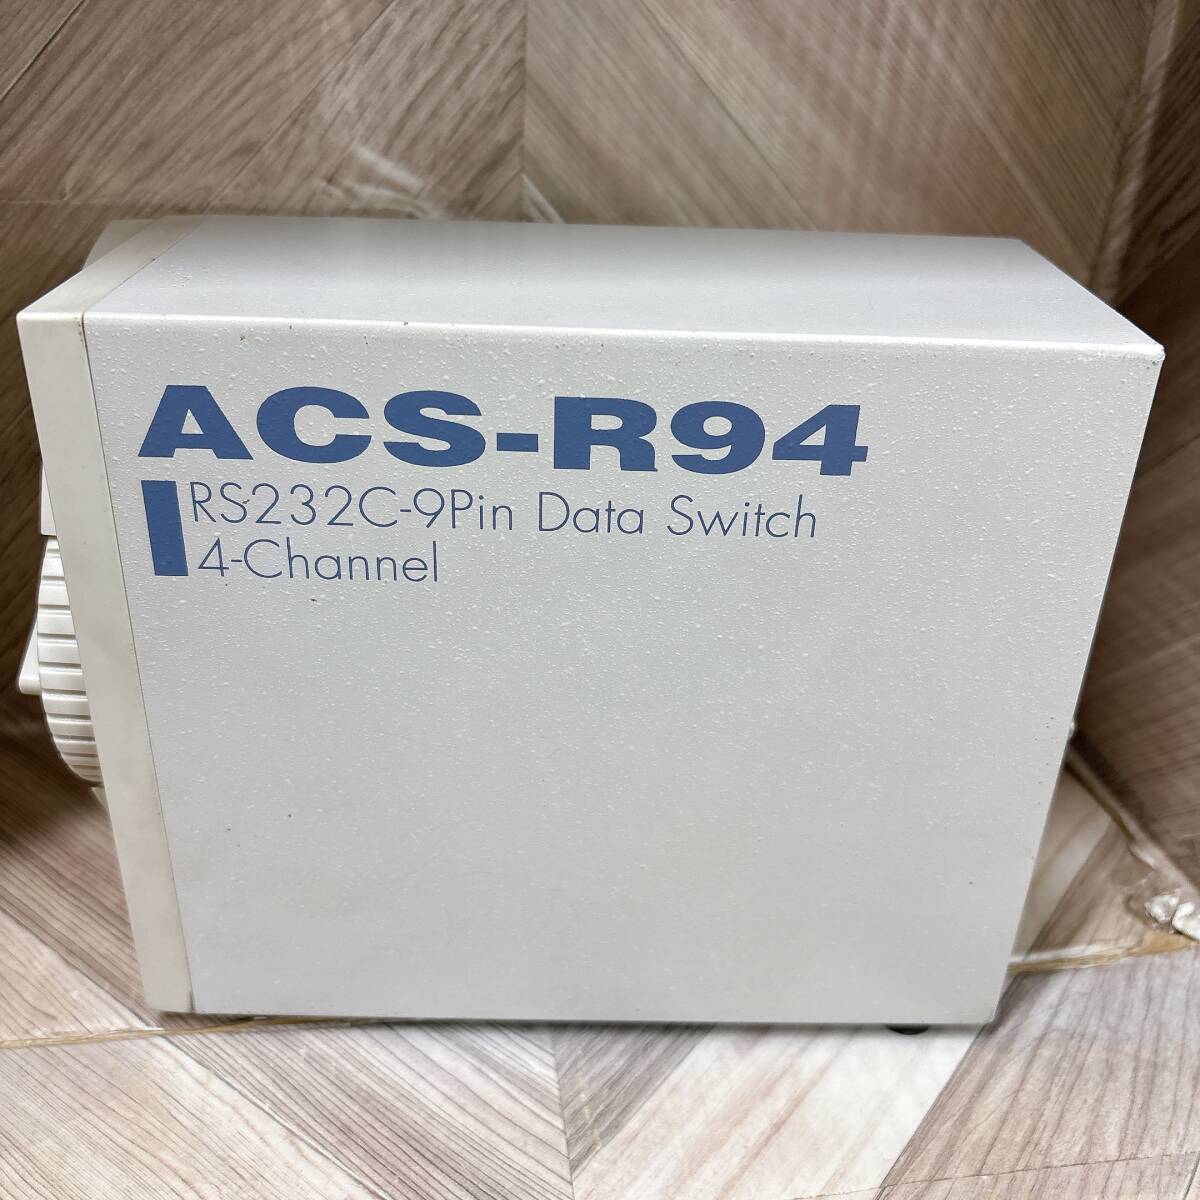 ACS-R94
RS232C-9Pin Data Switch
4-Channel